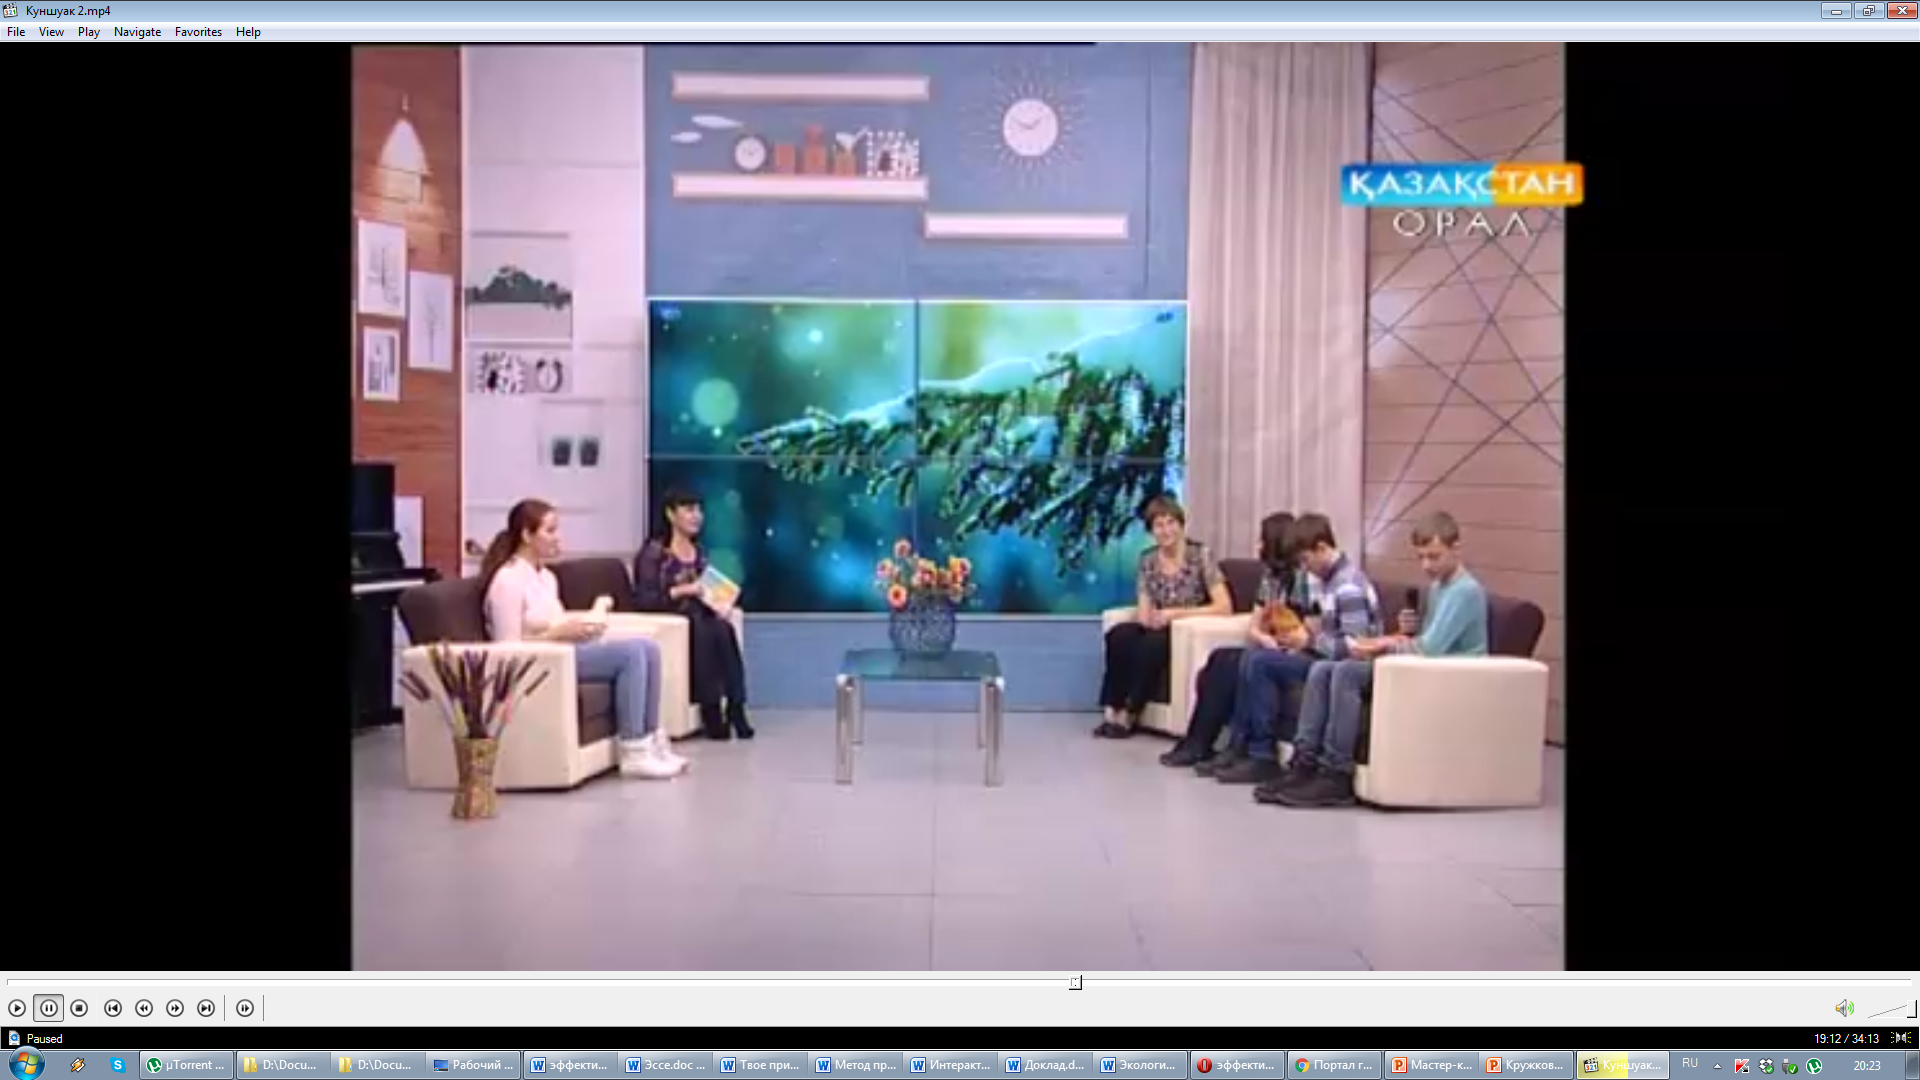 Куншуак 2.mp4
File View Play Navigate Favorites Help
ҚАЗАҚСТАН
ОРАЛ
Paused
19:12 / 34:13
µTorrent ...
D:\Docu...
D:\Docu...
Рабочий ...
эффекти...
Эссе.doc ...
Твое при...
Метод пр...
Интеракт...
Доклад.d...
Экологи...
эффекти...
Портал г...
Мастер-к...
Кружков...
Куншуак...
RU
20:23